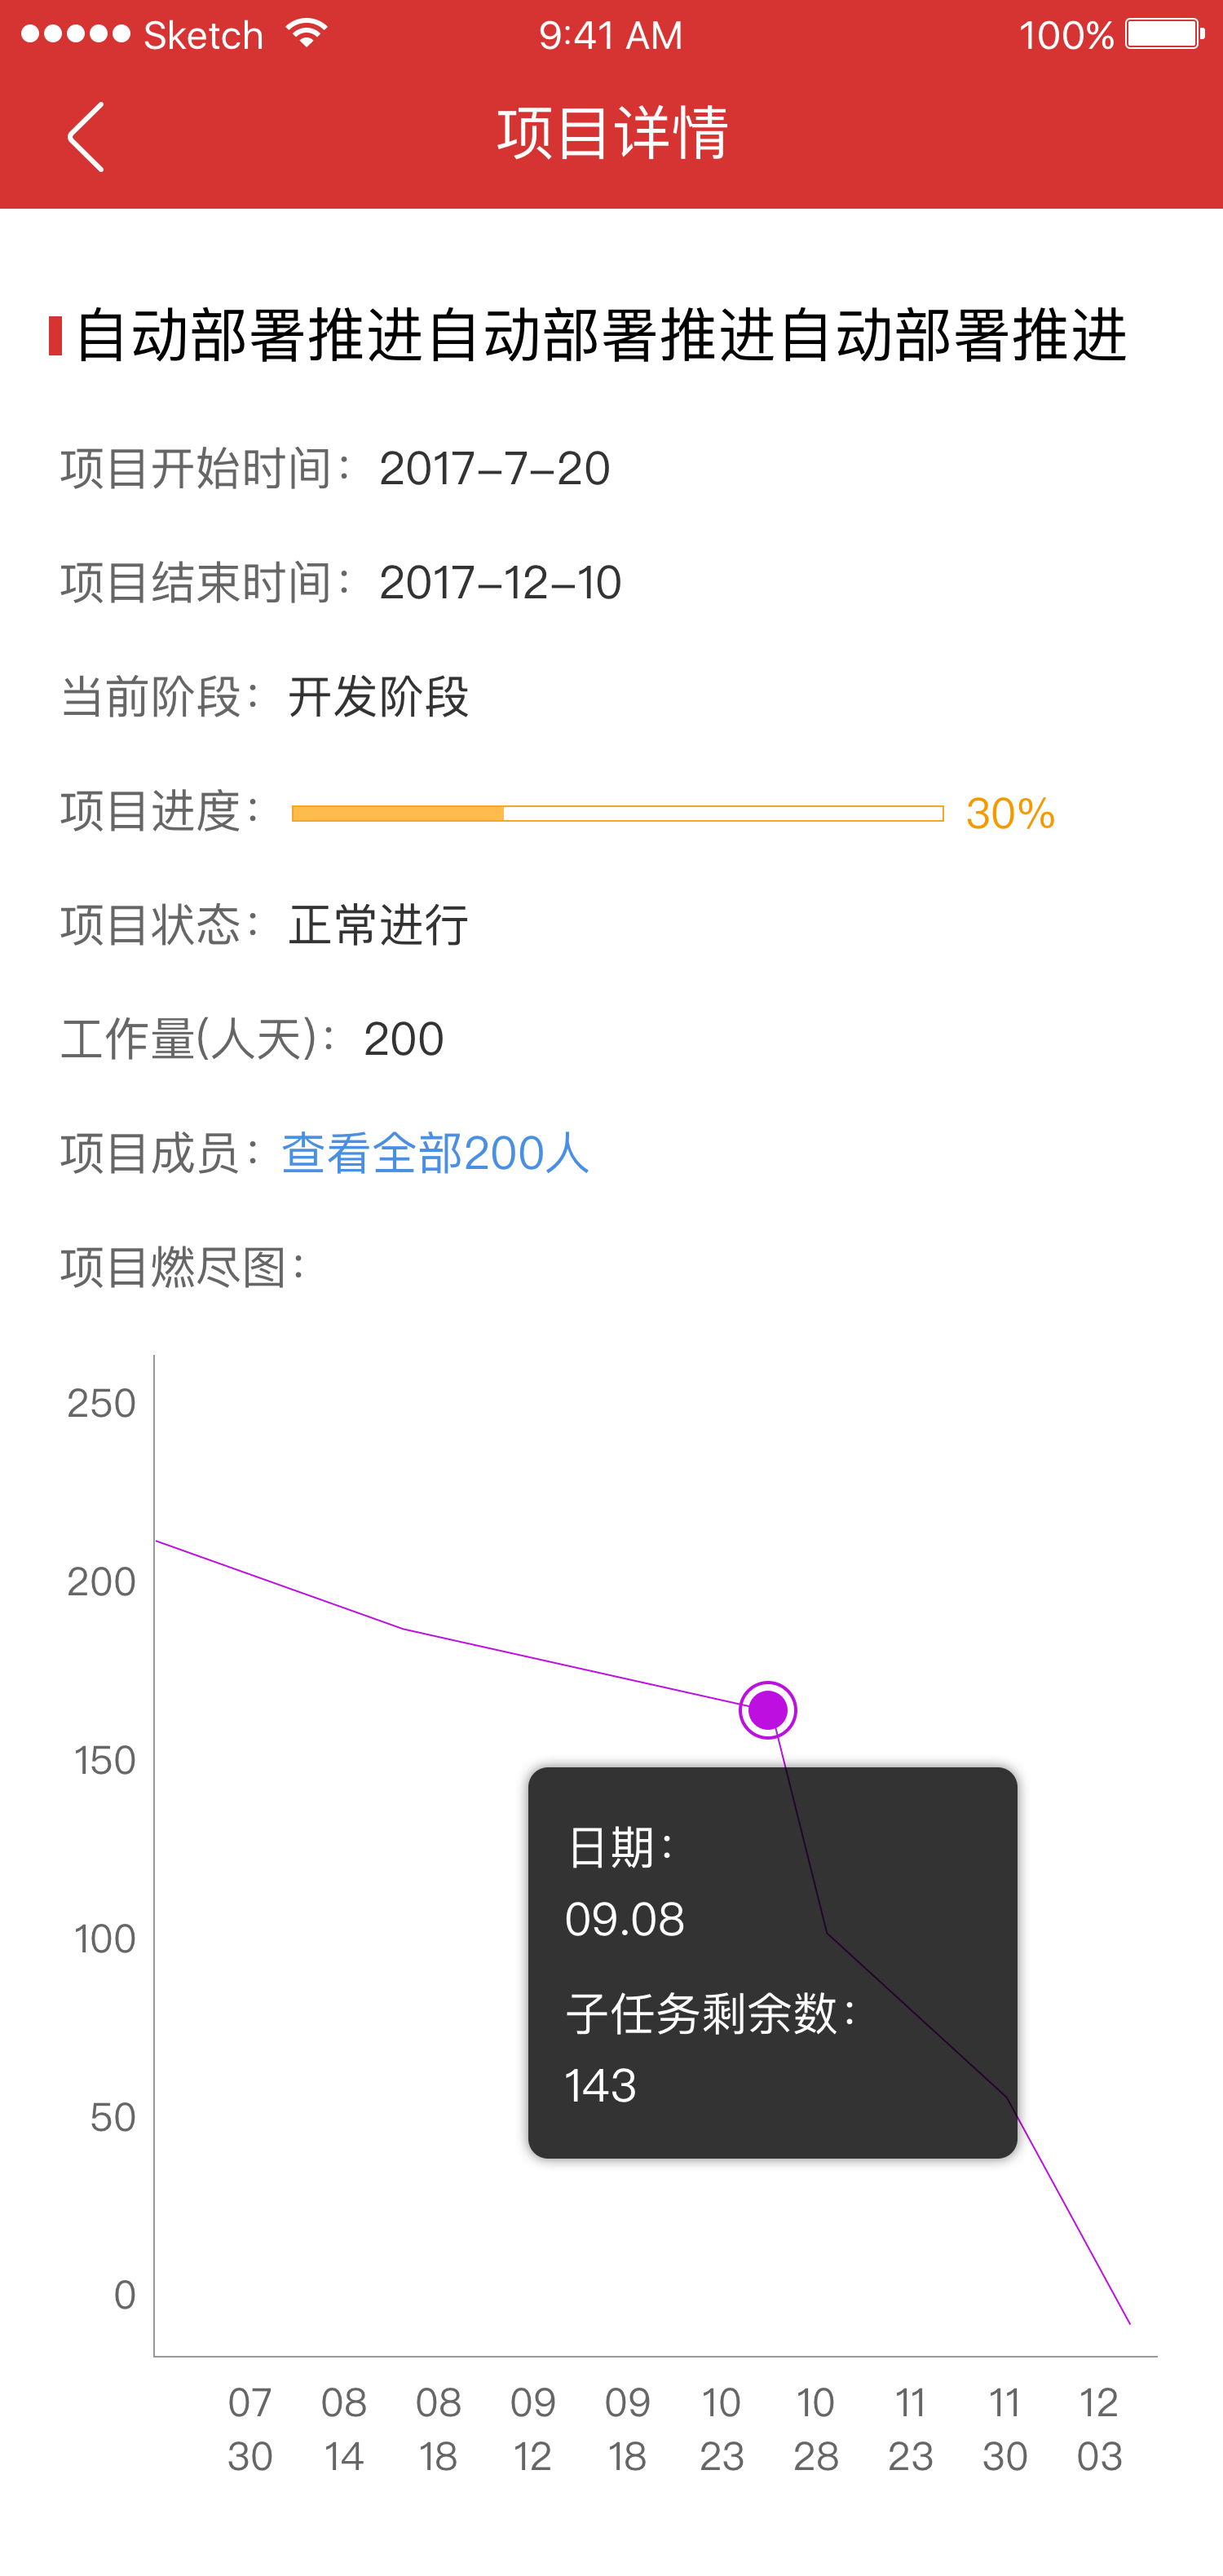 Sketch 9:41 AM 100%
项目详情
自动部署推进自动部署推进自动部署推进
项目开始时间： 2017-7-20
项目结束时间： 2017-12-10
当前阶段： 开发阶段
项目进度： 30%
项目状态： 正常进行
工作量(人天)： 200
项目成员：查看全部200人
项目燃尽图：
250
200
150
日期：
09.08
100
子任务剩余数：
143
50
0
07 08 08 09 09 10 10 11 11 12
30 14 18 12 18 23 28 23 30 03